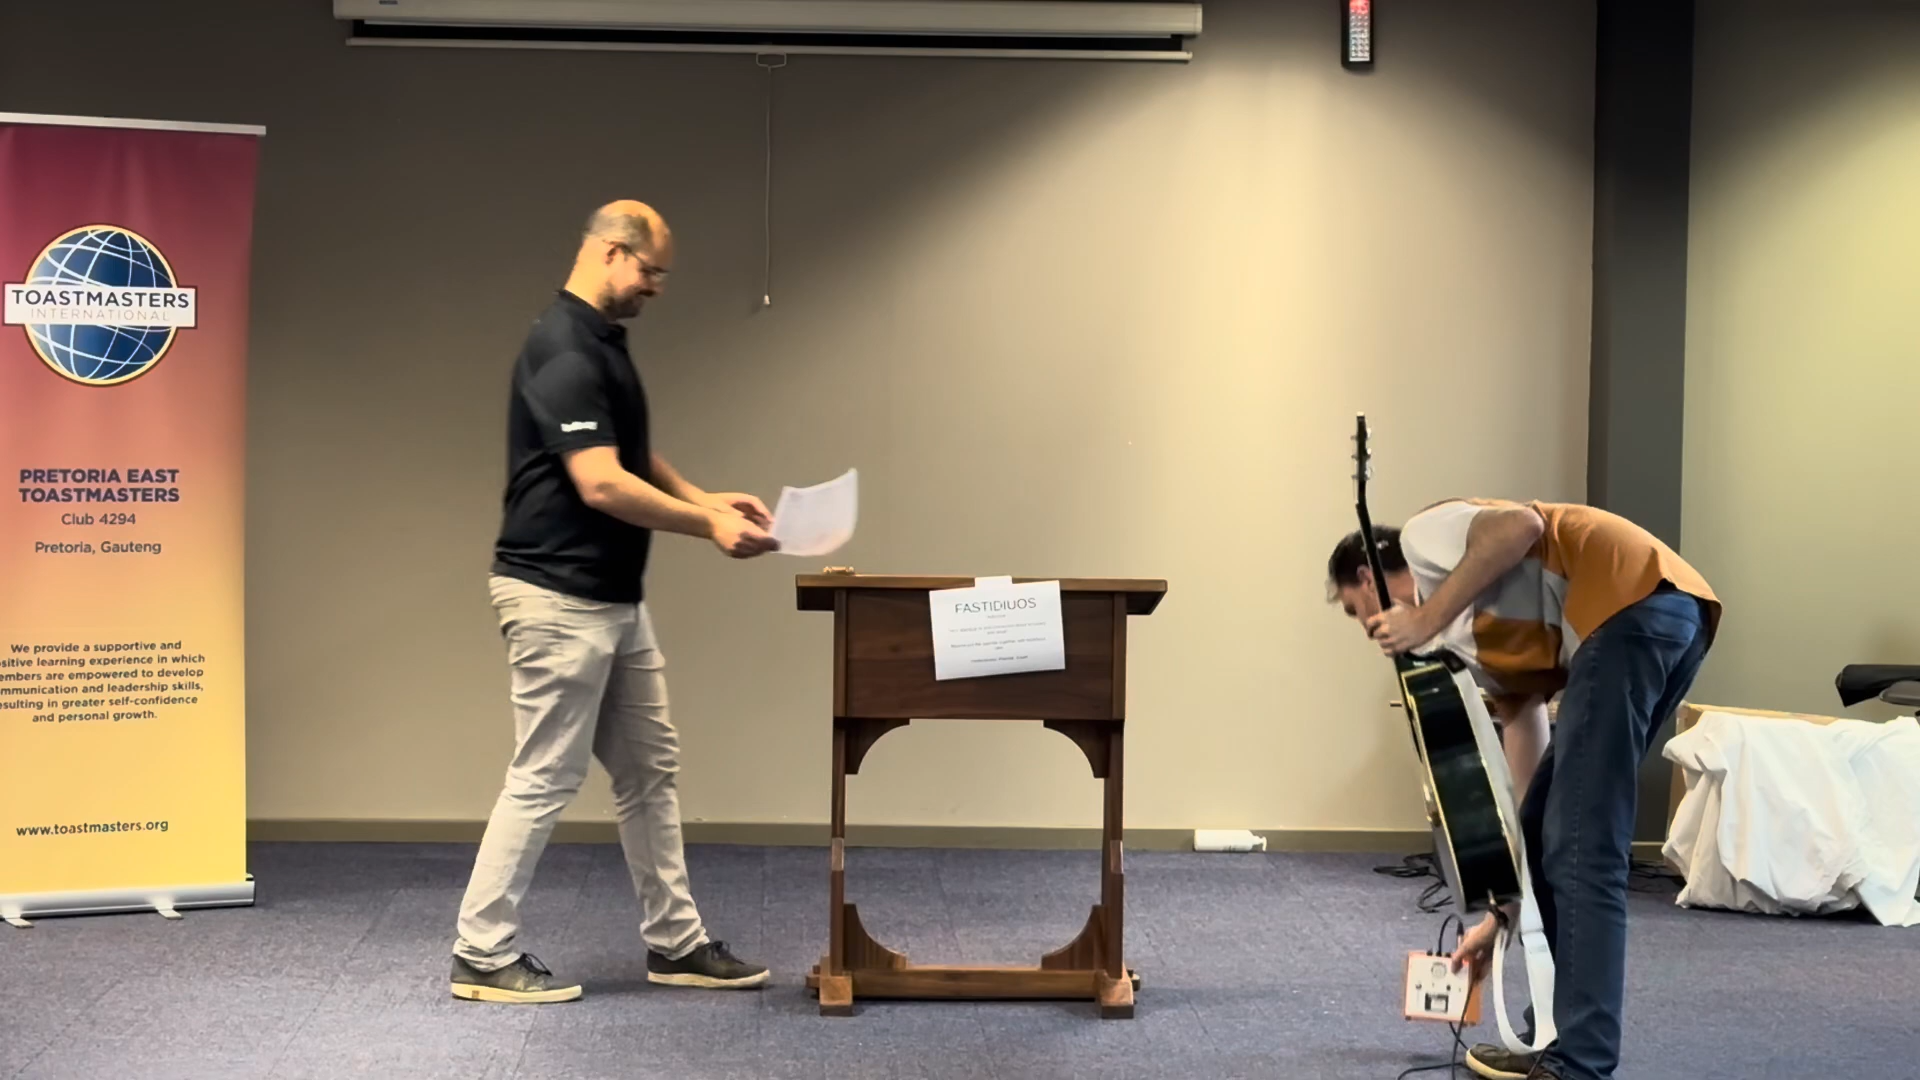 TOASTMASTERS
INTERNATIONAL
PRETORIA EAST
TOASTMASTERS
Club 4294
Pretoria, Gauteng
We provide a supportive and
sitive learning experience in which
embers are empowered to develop
mmunication and leadership skills,
esulting in greater self-confidence
and personal growth.
www.toastmasters.org
FASTIDIUOS